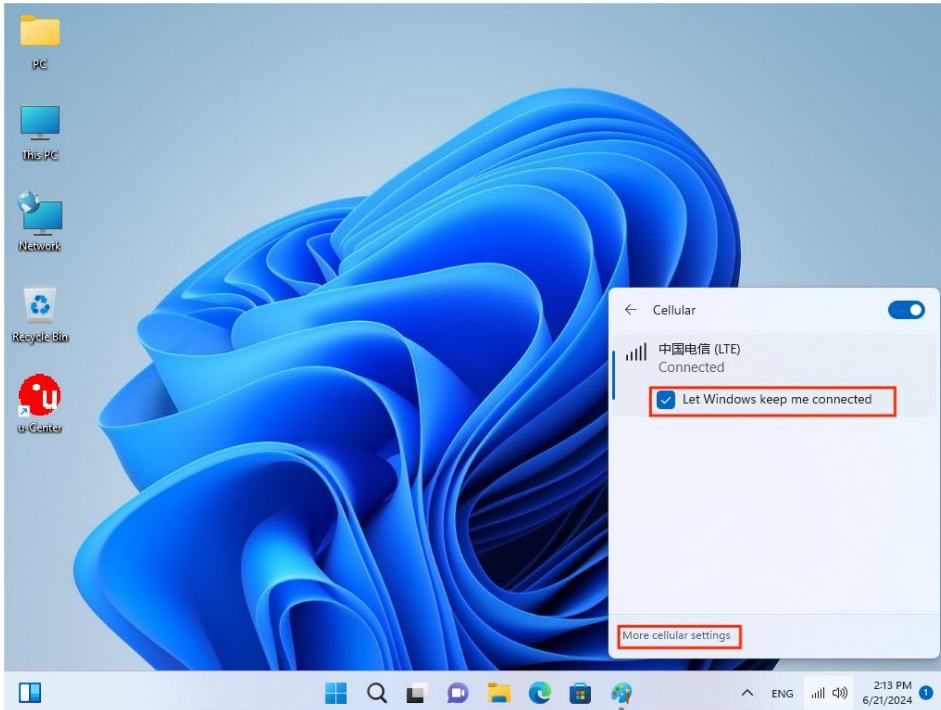 PC
This PC
Network
Recycle Bin
u
u-Center
Cellular
中国电信 (LTE)
Connected
Let Windows keep me connected
More cellular settings
ENG
2:13 PM
6/21/2024
1